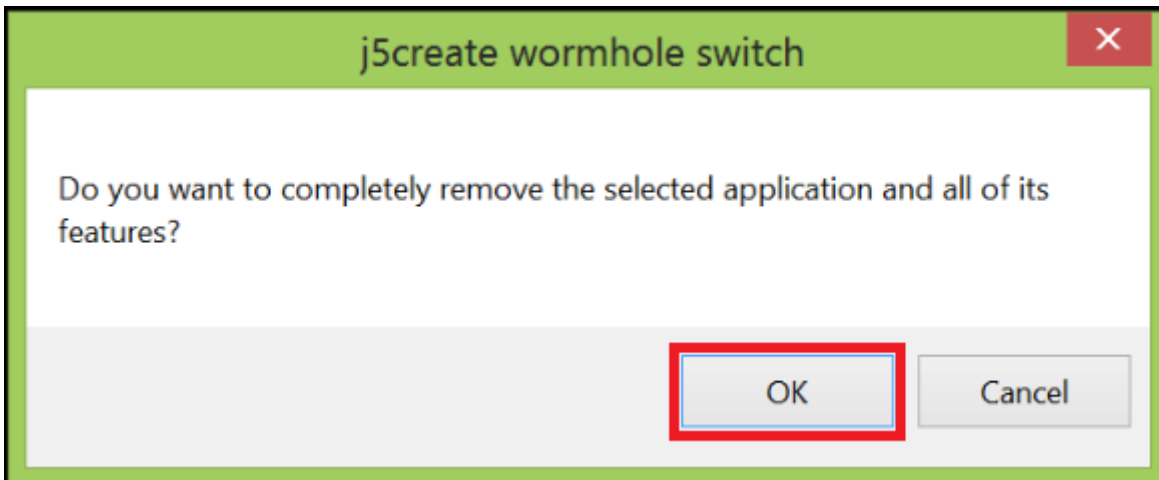 j5create wormhole switch
Do you want to completely remove the selected application and all of its
features?
OK
Cancel